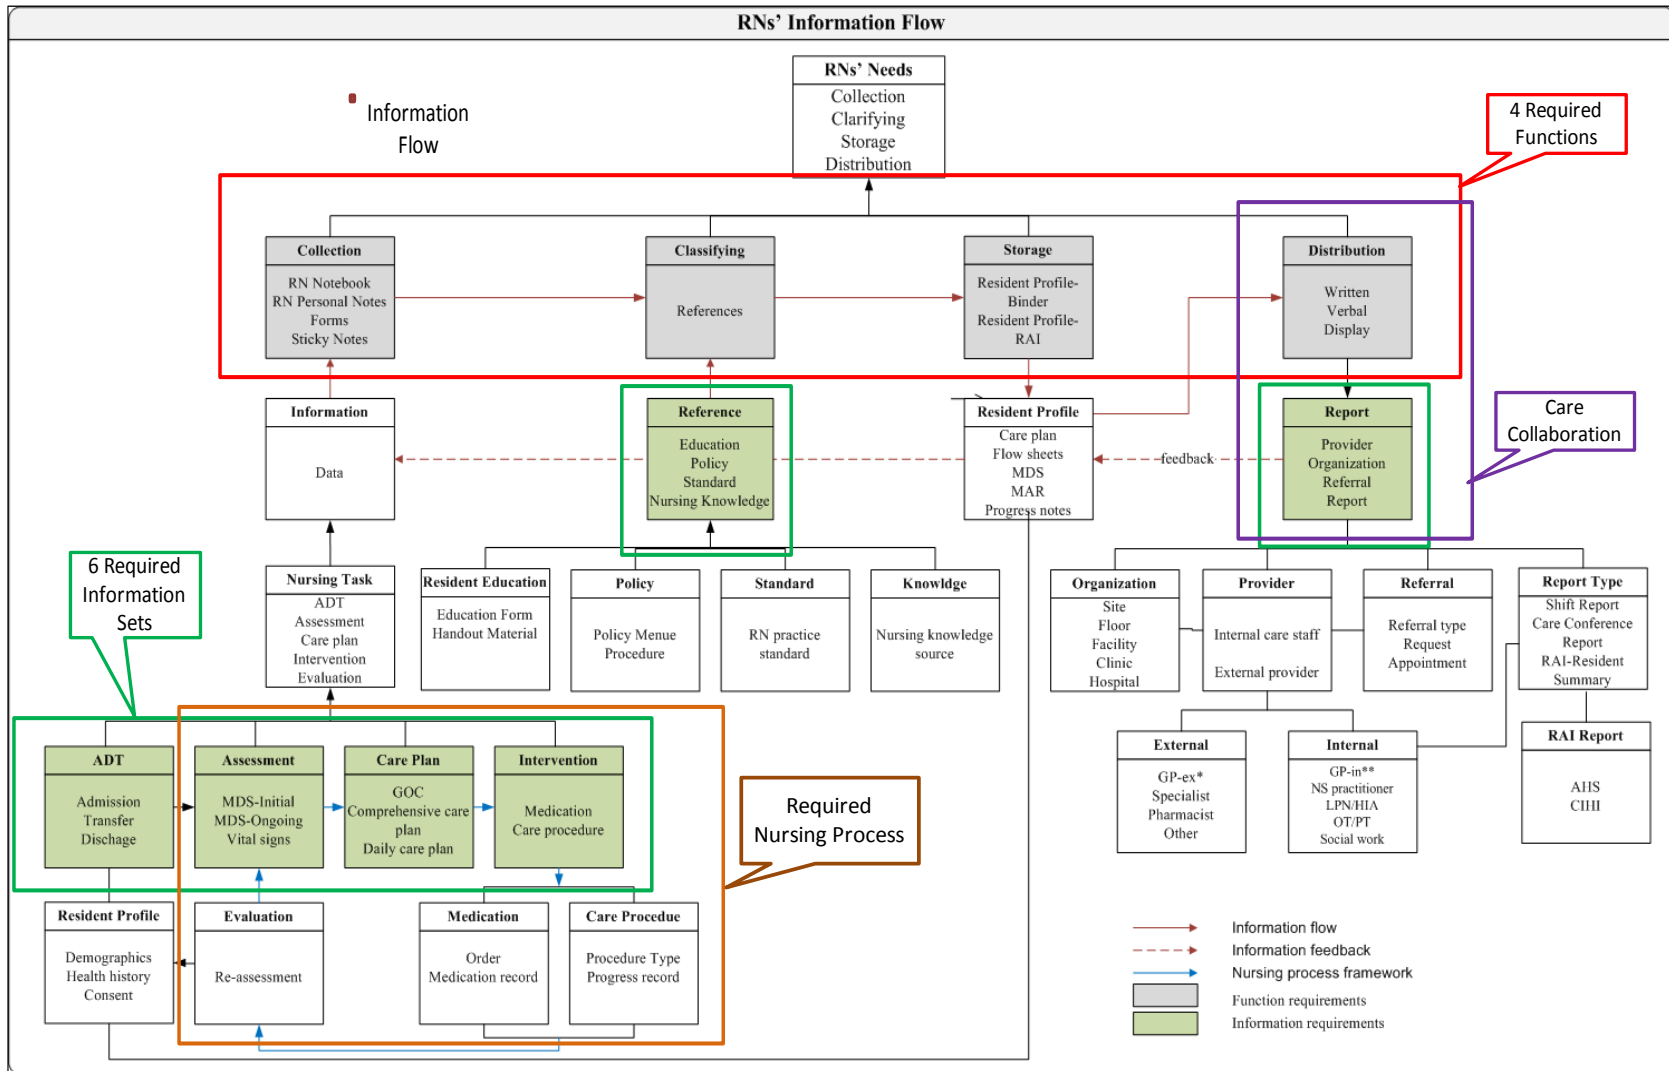 RNs’ Information Flow
RNs’ Needs
Collection
Clarifying
Storage
Distribution
Information
Flow
4 Required
Functions
Collection
RN Notebook
RN Personal Notes
Forms
Sticky Notes
Classifying
References
Storage
Resident Profile-
Binder
Resident Profile-
RAI
Distribution
Written
Verbal
Display
Information
Data
Reference
Education
Policy
Standard
Nursing Knowledge
Resident Profile
Care plan
Flow sheets
MDS
MAR
Progress notes
feedback
Report
Provider
Organization
Referral
Report
Care
Collaboration
6 Required
Information
Sets
Nursing Task
ADT
Assessment
Care plan
Intervention
Evaluation
Resident Education
Education Form
Handout Material
Policy
Policy Menue
Procedure
Standard
RN practice
standard
Knowldge
Nursing knowledge
source
Organization
Site
Floor
Facility
Clinic
Hospital
Provider
Internal care staff
External provider
Referral
Referral type
Request
Appointment
Report Type
Shift Report
Care Conference
Report
RAI-Resident
Summary
ADT
Admission
Transfer
Dischage
Assessment
MDS-Initial
MDS-Ongoing
Vital signs
Care Plan
GOC
Comprehensive care
plan
Daily care plan
Intervention
Medication
Care procedure
Required
Nursing Process
External
GP-ex*
Specialist
Pharmacist
Other
Internal
GP-in**
NS practitioner
LPN/HIA
OT/PT
Social work
RAI Report
AHS
CIHI
Resident Profile
Demographics
Health history
Consent
Evaluation
Re-assessment
Medication
Order
Medication record
Care Procedue
Procedure Type
Progress record
Information flow
Information feedback
Nursing process framework
Function requirements
Information requirements